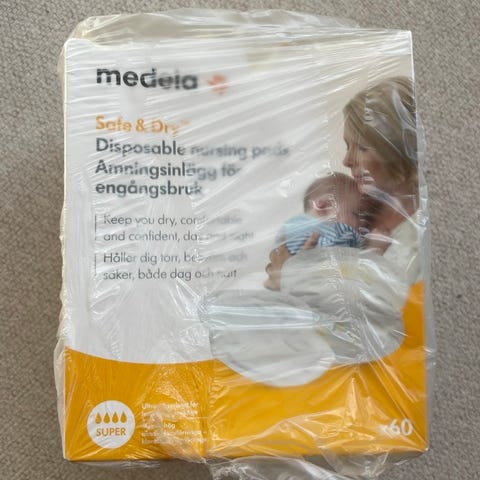 medela
Safe & Dry™
Disposable nursing pads
Amningsinlägg för
engångsbruk
Keep you dry, comfortable
and confident, day and night
Håller dig torr, bekväm och
säker, både dag och natt
SUPER
x60